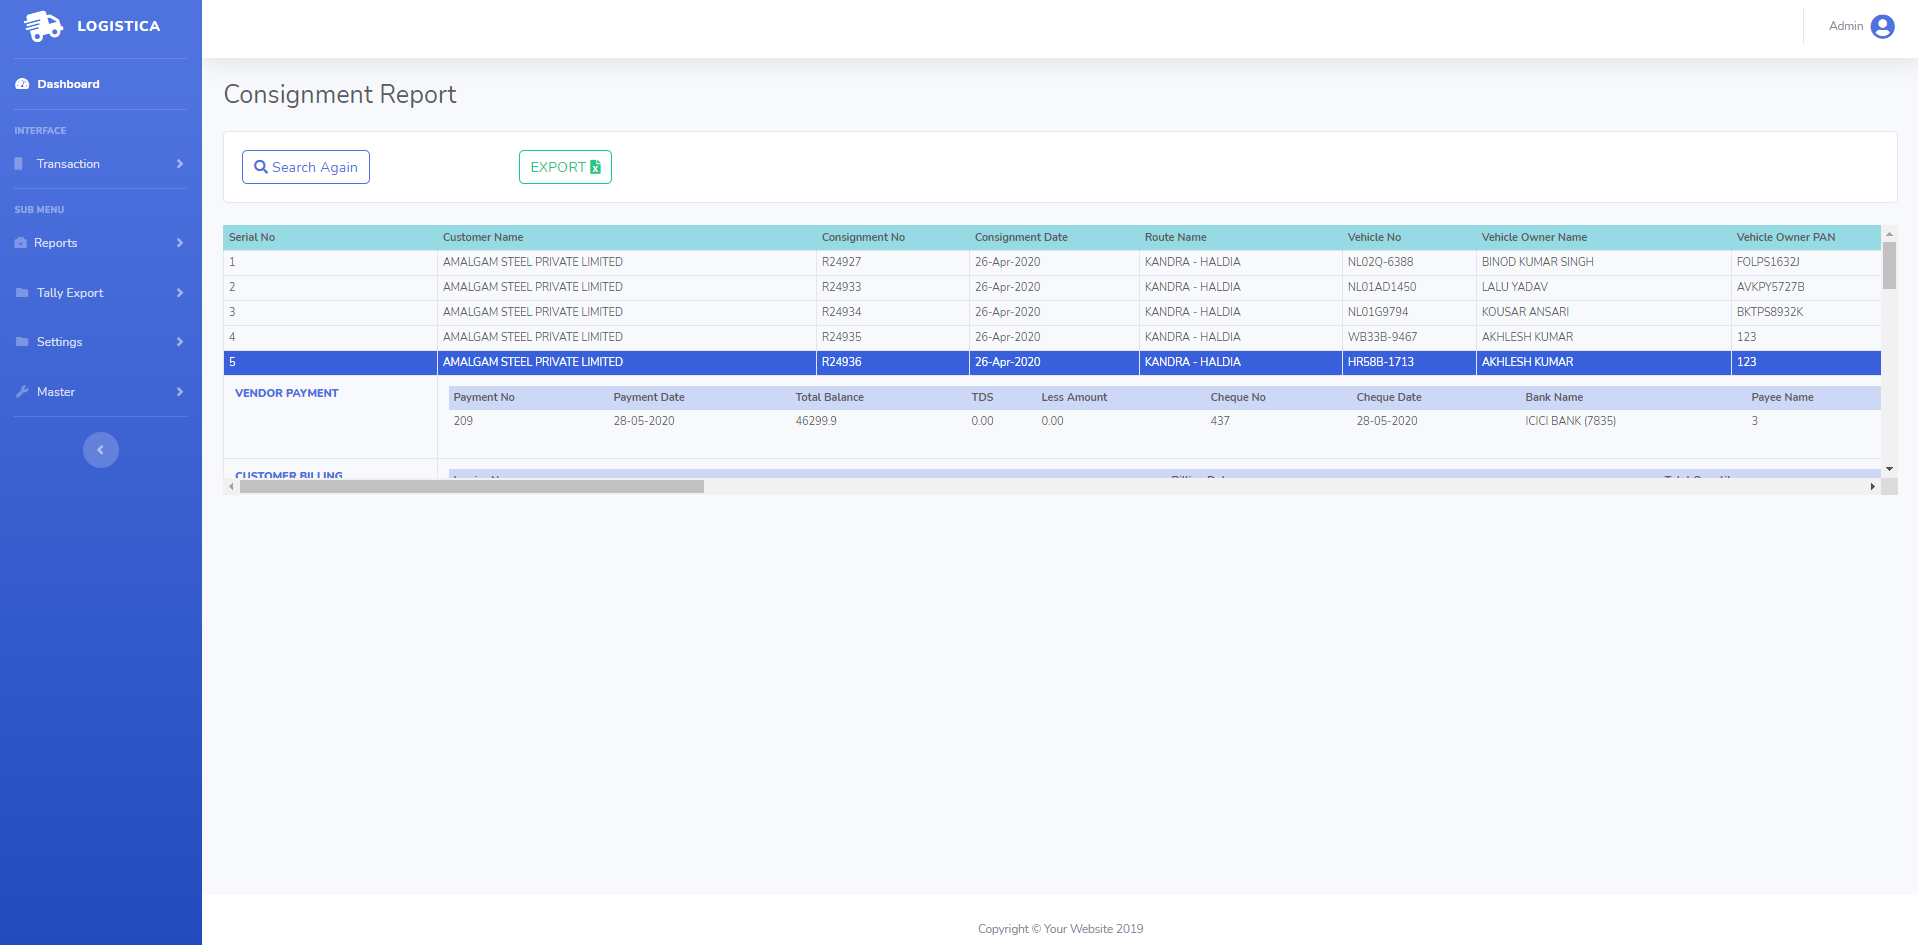 LOGISTICA
Admin
Dashboard
INTERFACE
Transaction
SUB MENU
Reports
Tally Export
Settings
Master
Consignment Report
Search Again EXPORT
Serial No Customer Name Consignment No Consignment Date Route Name Vehicle No Vehicle Owner Name Vehicle Owner PAN
1 AMALGAM STEEL PRIVATE LIMITED R24927 26-Apr-2020 KANDRA - HALDIA NL02Q-6388 BINOD KUMAR SINGH FOLPS1632J
2 AMALGAM STEEL PRIVATE LIMITED R24933 26-Apr-2020 KANDRA - HALDIA NL01AD1450 LALU YADAV AVKPY5727B
3 AMALGAM STEEL PRIVATE LIMITED R24934 26-Apr-2020 KANDRA - HALDIA NL01G9794 KOUSAR ANSARI BKTPS8932K
4 AMALGAM STEEL PRIVATE LIMITED R24935 26-Apr-2020 KANDRA - HALDIA WB33B-9467 AKHLESH KUMAR 123
5 AMALGAM STEEL PRIVATE LIMITED R24936 26-Apr-2020 KANDRA - HALDIA HR58B-1713 AKHLESH KUMAR 123
VENDOR PAYMENT Payment No Payment Date Total Balance TDS Less Amount Cheque No Cheque Date Bank Name Payee Name
209 28-05-2020 46299.9 0.00 0.00 437 28-05-2020 ICICI BANK (7835) 3
CUSTOMER BILLING
Copyright © Your Website 2019